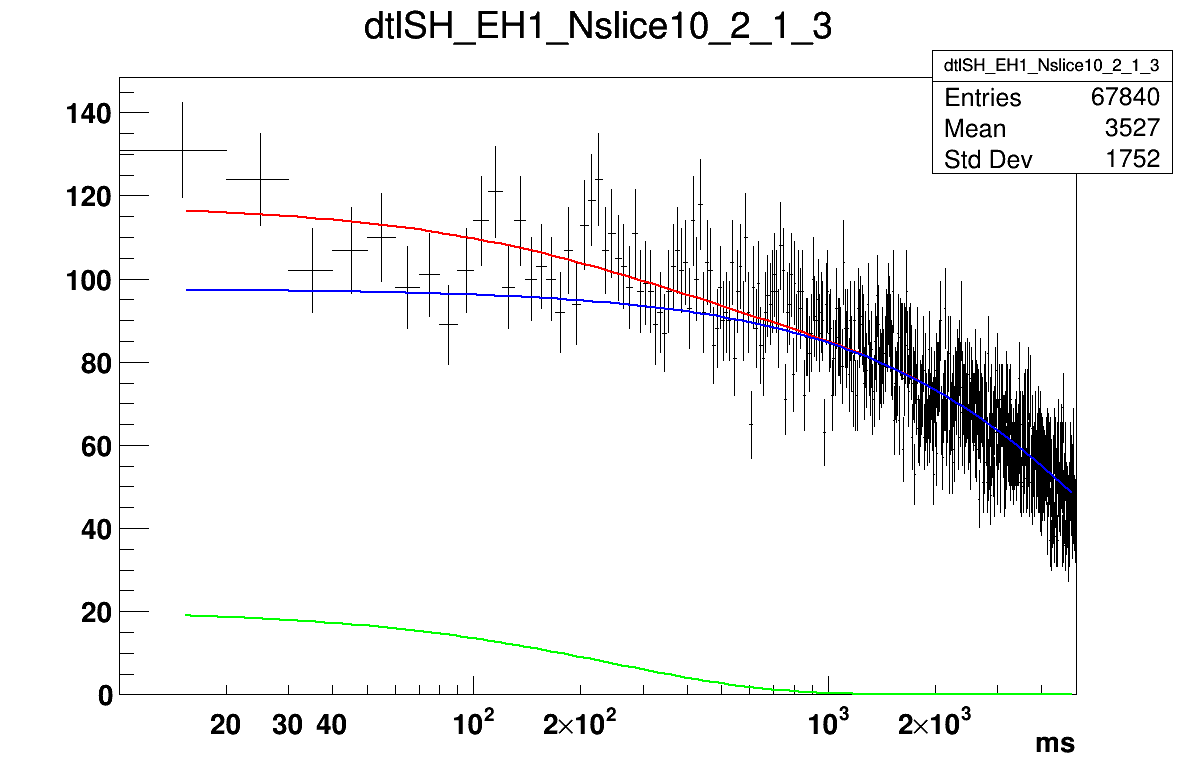 dtlSH_EH1_Nslice10_2_1_3
dtlSH_EH1_Nslice10_2_1_3
Entries 67840
Mean 3527
Std Dev 1752
140
120
100
80
60
40
20
0
20 30 40 10² 2×10² 10³ 2×10³
ms